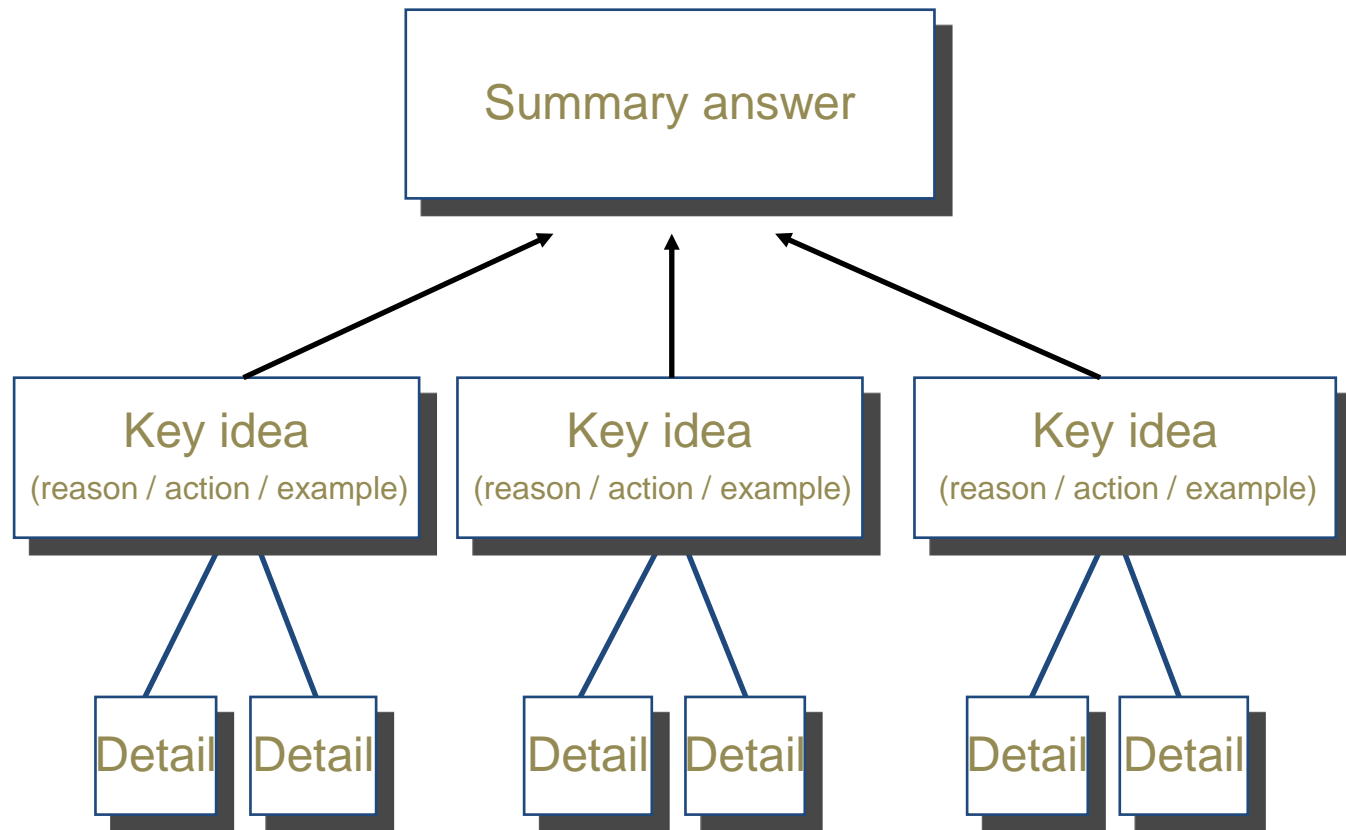 Summary answer
Key idea
(reason / action / example)
Key idea
(reason / action / example)
Key idea
(reason / action / example)
Detail
Detail
Detail
Detail
Detail
Detail